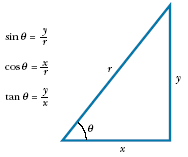 sin θ = y/r
cos θ = x/r
tan θ = y/x
r
y
θ
x